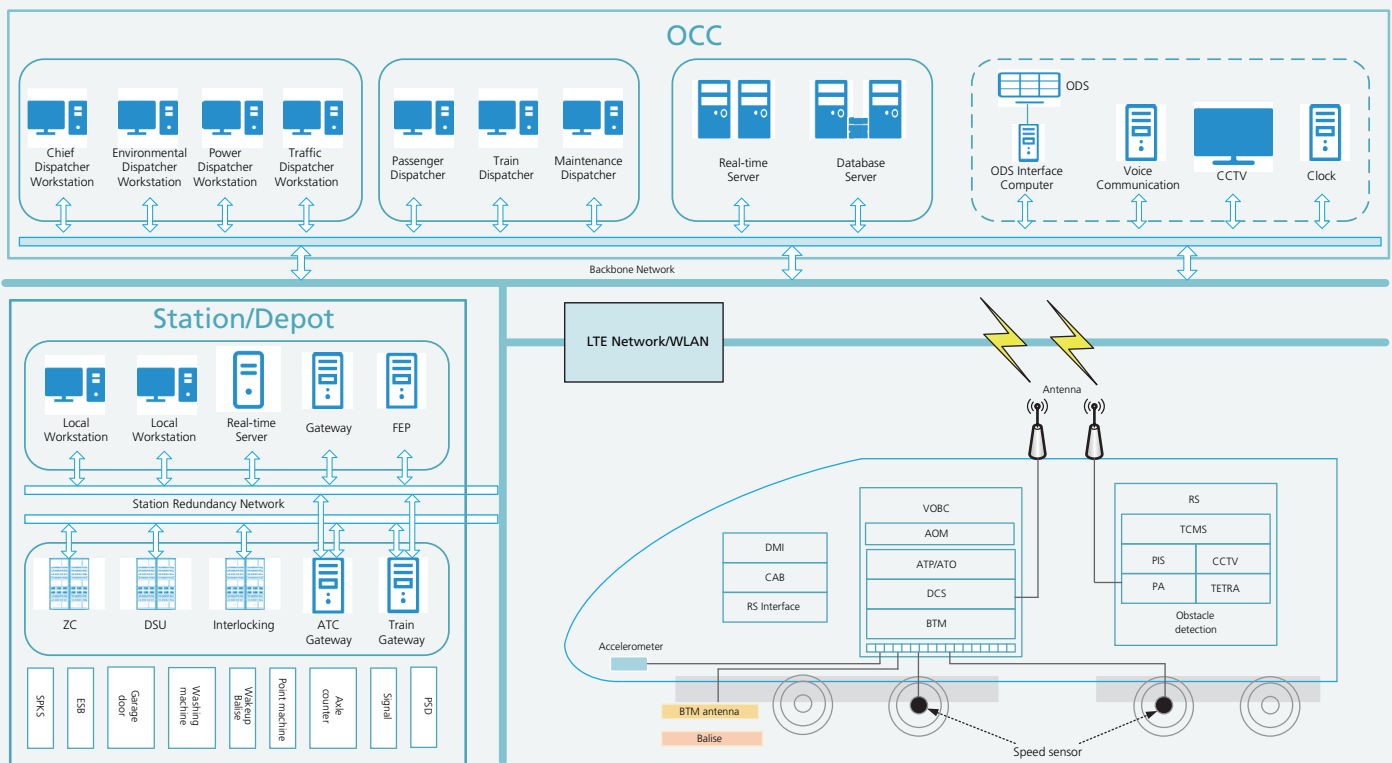 OCC
Chief
Dispatcher
Workstation
Environmental
Dispatcher
Workstation
Power
Dispatcher
Workstation
Traffic
Dispatcher
Workstation
Passenger
Dispatcher
Train
Dispatcher
Maintenance
Dispatcher
Real-time
Server
Database
Server
ODS
ODS Interface
Computer
Voice
Communication
CCTV
Clock
Backbone Network
Station/Depot
Local
Workstation
Local
Workstation
Real-time
Server
Gateway
FEP
Station Redundancy Network
ZC
DSU
Interlocking
ATC
Gateway
Train
Gateway
SPKS
ESB
Garage
door
Washing
machine
Wakeup
Balise
Point machine
Axle
counter
Signal
PSD
LTE Network/WLAN
Antenna
DMI
CAB
RS Interface
VOBC
AOM
ATP/ATO
DCS
BTM
RS
TCMS
PIS
CCTV
PA
TETRA
Obstacle
detection
Accelerometer
BTM antenna
Balise
Speed sensor